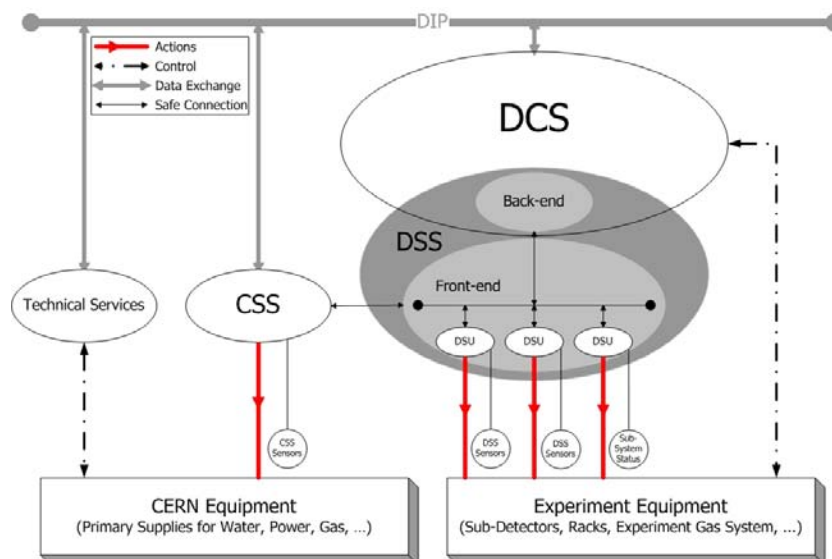 DIP
Actions
Control
Data Exchange
Safe Connection
DCS
Back-end
DSS
Front-end
Technical Services
CSS
DSU
DSU
DSU
CSS
Sensors
DSS
Sensors
DSS
Sensors
Sub-
System
Status
CERN Equipment
(Primary Supplies for Water, Power, Gas, ...)
Experiment Equipment
(Sub-Detectors, Racks, Experiment Gas System, ...)